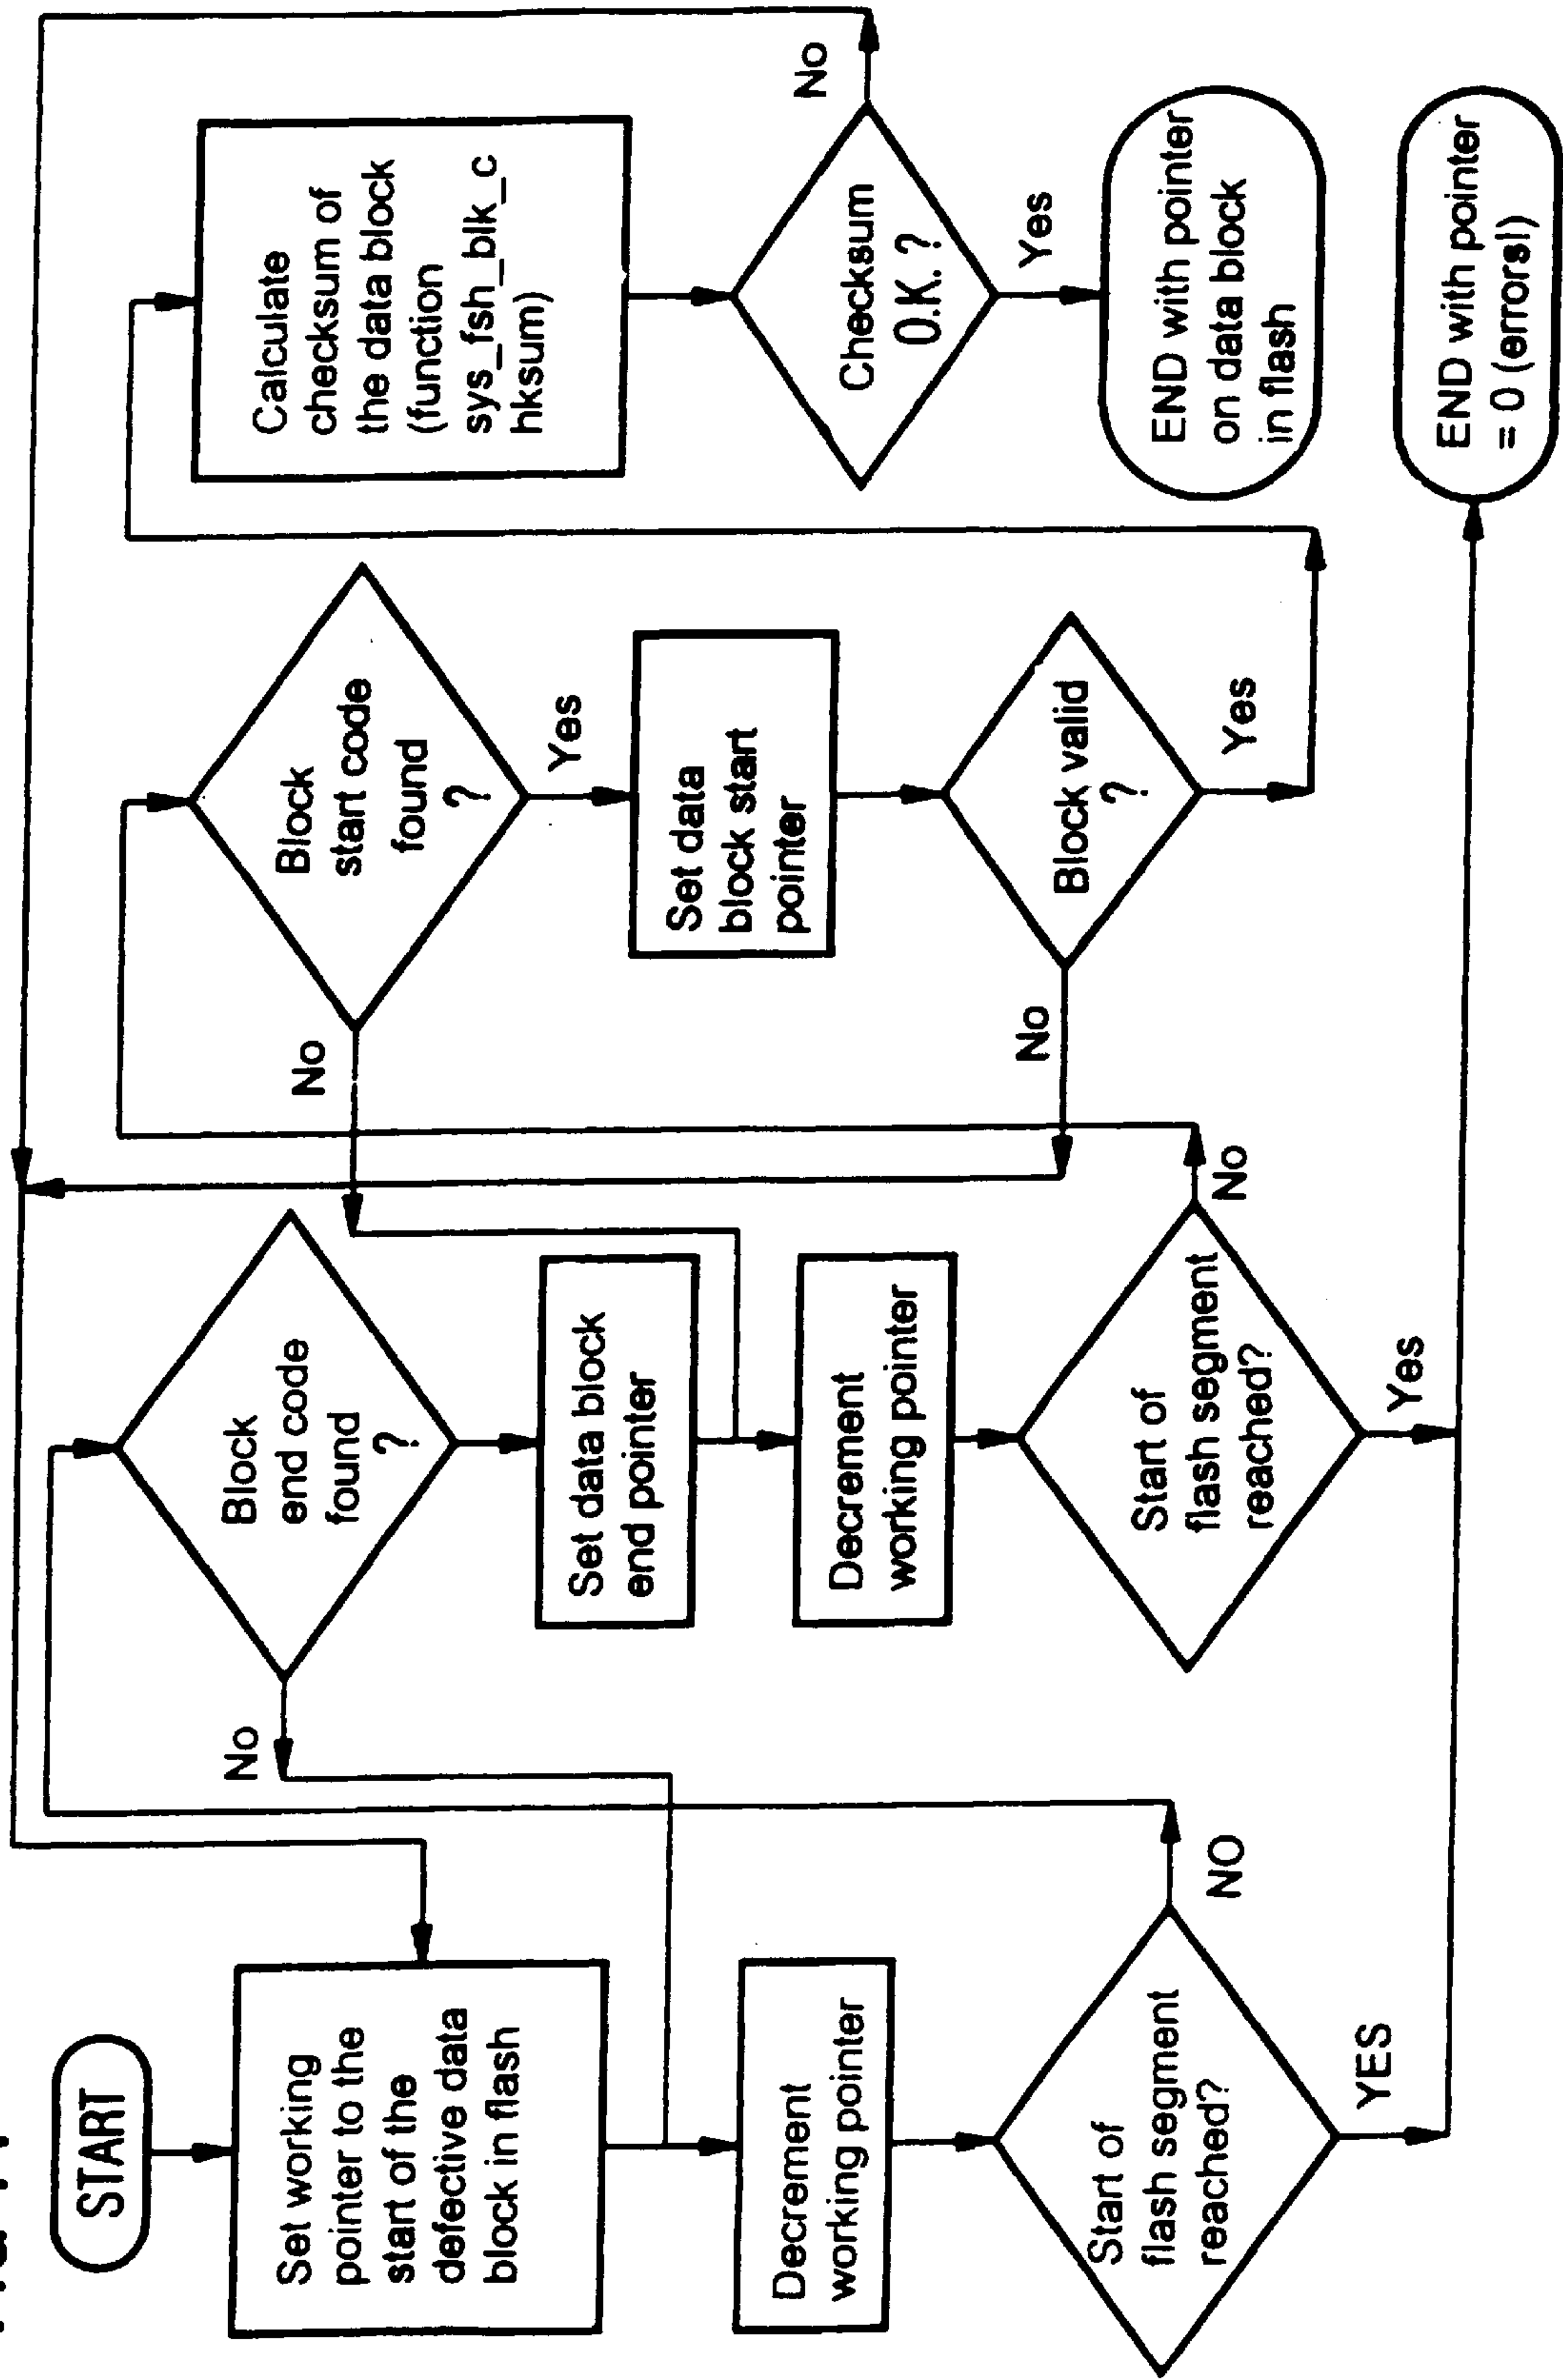 START
Set working
pointer to the
start of the
defective data
block in flash
Decrement
working pointer
Start of
flash segment
reached?
NO
YES
Block
end code
found
?
No
Set data block
end pointer
Decrement
working pointer
Start of
flash segment
reached?
No
Yes
Block
start code
found
?
No
Yes
Set data
block start
pointer
Block valid
?
No
Yes
Calculate
checksum of
the data block
(function
sys_fsh_blk_c
hksum)
Checksum
O.K. ?
No
Yes
END with pointer
on data block
in flash
END with pointer
= 0 (errors!)